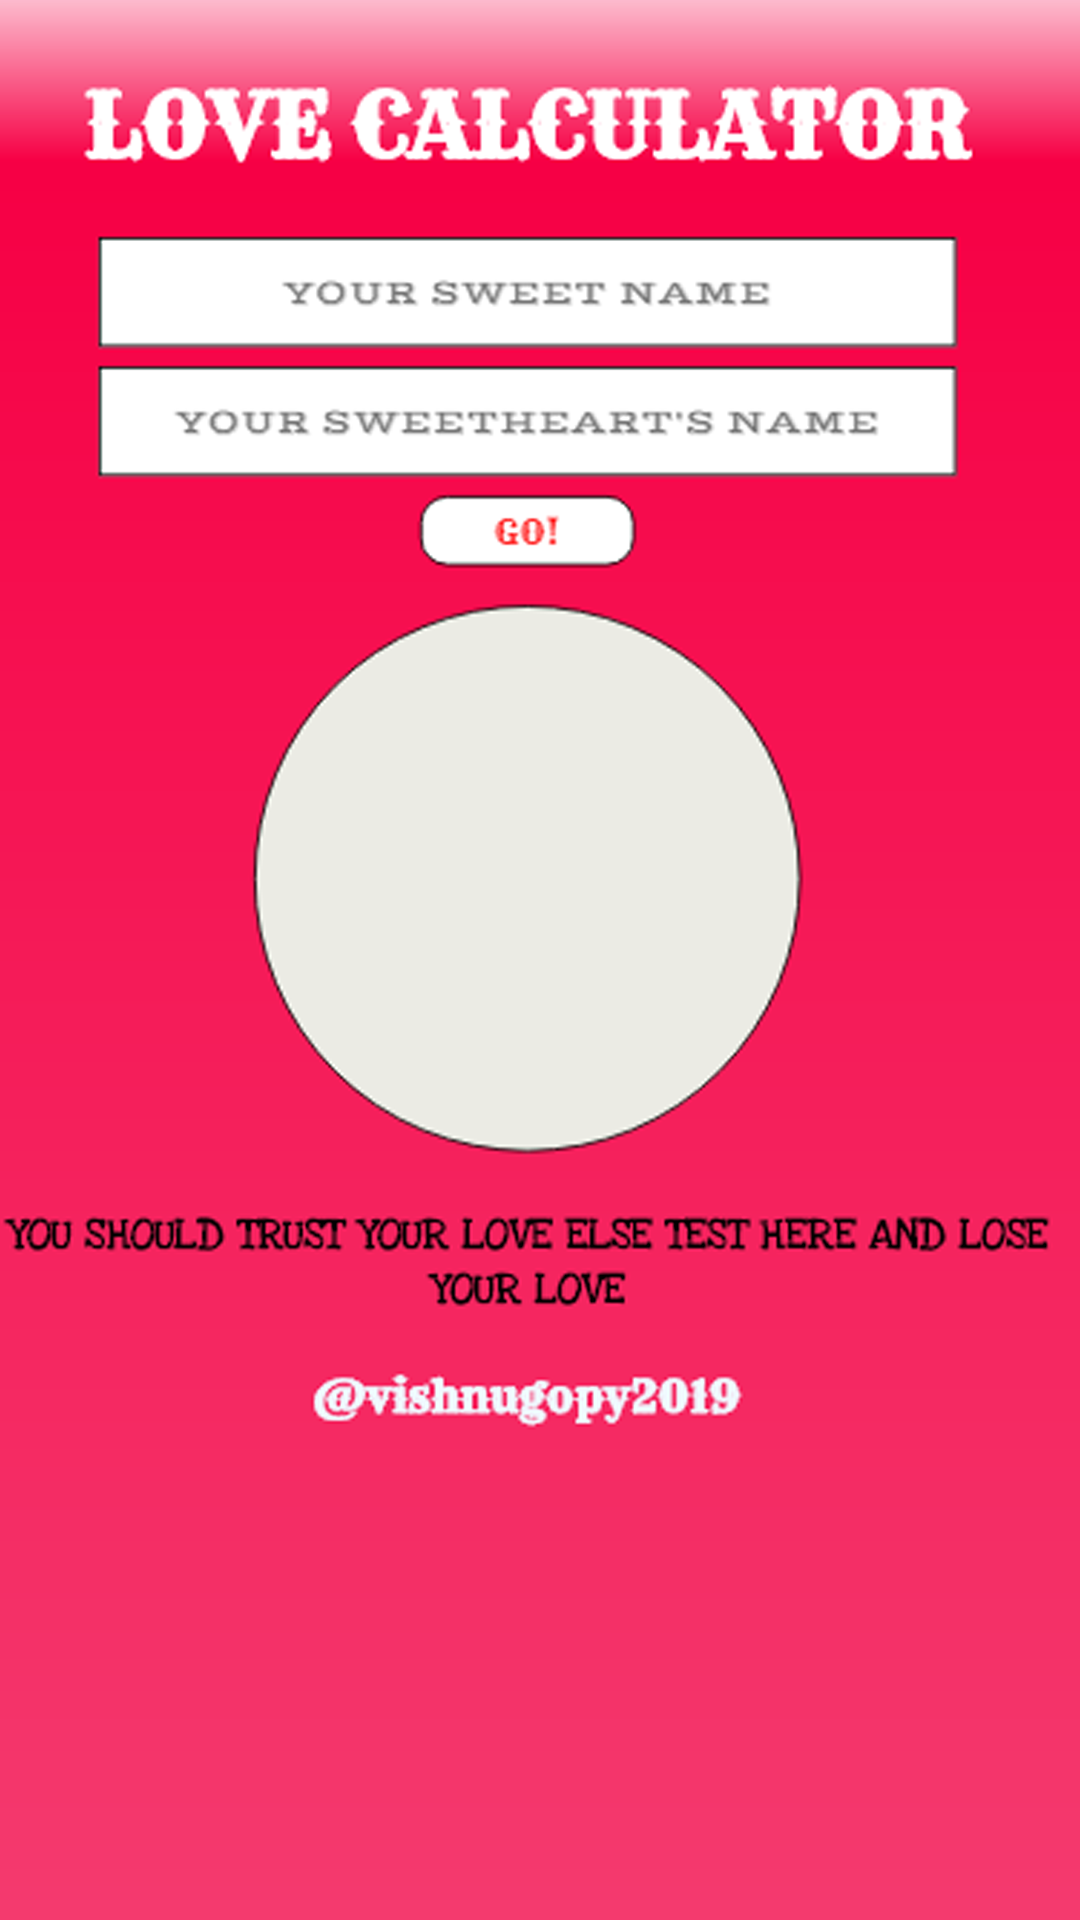 LOVE CALCULATOR
YOUR SWEET NAME
YOUR SWEETHEART'S NAME
GO!
YOU SHOULD TRUST YOUR LOVE ELSE TEST HERE AND LOSE
YOUR LOVE
@vishnugopy2019